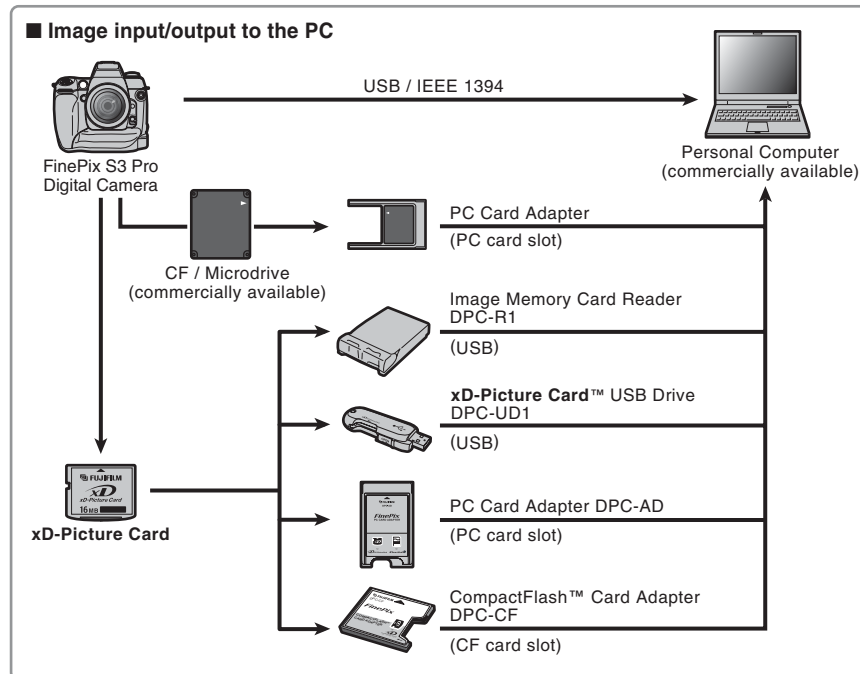 ■ Image input/output to the PC
USB / IEEE 1394
FinePix S3 Pro
Digital Camera
Personal Computer
(commercially available)
PC Card Adapter
(PC card slot)
CF / Microdrive
(commercially available)
Image Memory Card Reader
DPC-R1
(USB)
xD-Picture Card™ USB Drive
DPC-UD1
(USB)
FUJIFILM
xD
xD-Picture Card
16MB
xD-Picture Card
FinePix
PC Card Adapter DPC-AD
(PC card slot)
FinePix
CompactFlash™ Card Adapter
DPC-CF
(CF card slot)